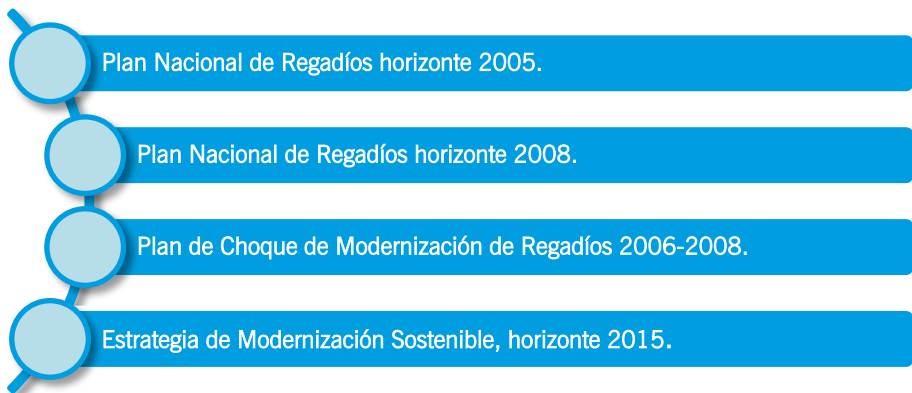 Plan Nacional de Regadíos horizonte 2005.
Plan Nacional de Regadíos horizonte 2008.
Plan de Choque de Modernización de Regadíos 2006-2008.
Estrategia de Modernización Sostenible, horizonte 2015.